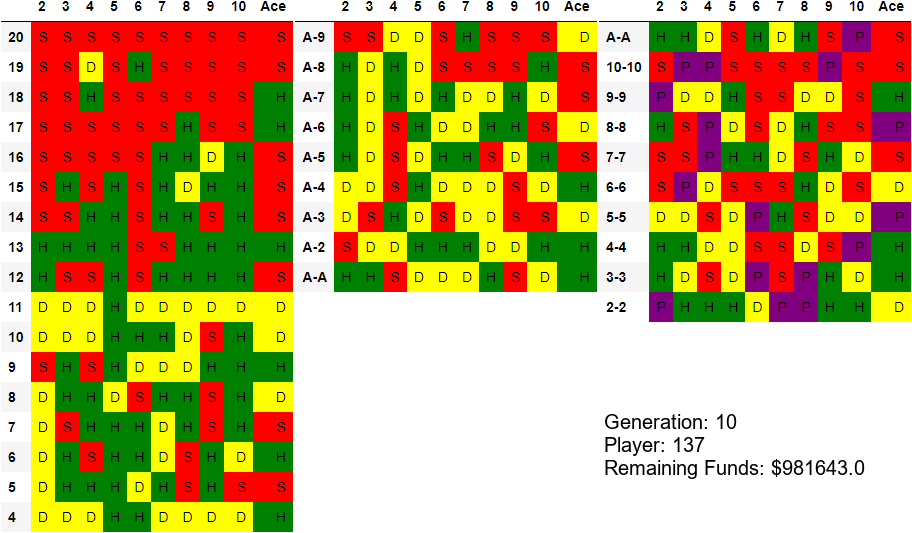 2 3 4 5 6 7 8 9 10 Ace
20 S S S S S S S S S S
19 S S D S H S S S S S
18 S S H S S S S S S H
17 S S S S S S H S S H
16 S S S S S H H D H S
15 S H S H S H D H H S
14 S S H H S H H S H S
13 H H H H S S H H H H
12 H S S H S H H H H S
11 D D D H D D D D D D
10 D D D H H H D S H D
9 S H S H D D D H H H
8 D H H D S H H S H D
7 D S H H H D H S H S
6 D H S H H D S H D H
5 D H H H D H S H S S
4 D D D H H D D D D H
2 3 4 5 6 7 8 9 10 Ace
A-9 S S D D S H S S S D
A-8 H D H D S S S S H S
A-7 H D H D H D D H D S
A-6 H D S H D D H H S D
A-5 H D S D H H S D H S
A-4 D D S H D D D S D H
A-3 D S H D S D D S S D
A-2 S D D H H H D D H H
A-A H H S D D D H S D H
2 3 4 5 6 7 8 9 10 Ace
A-A H H D S H D H S P S
10-10 S P P S S S S P S S
9-9 P D D H S S D D S H
8-8 H S P D S D H S S P
7-7 S S P H H D S H D S
6-6 S P D S S S H D S D
5-5 D D S D P H S D D P
4-4 H H D D S S D S P H
3-3 H D S D P S P H D H
2-2 P H H H D P P H H D
Generation: 10
Player: 137
Remaining Funds: $981643.0